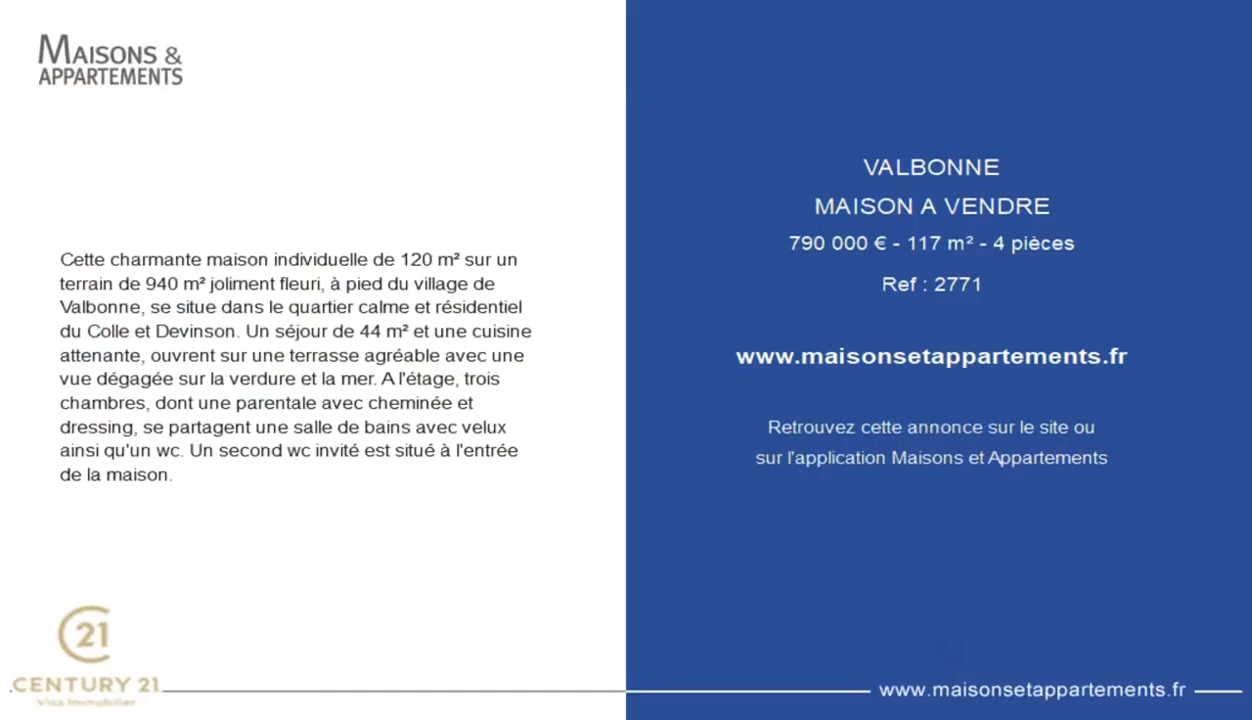 MAISONS &
APPARTEMENTS
Cette charmante maison individuelle de 120 m² sur un
terrain de 940 m² joliment fleuri, à pied du village de
Valbonne, se situe dans le quartier calme et résidentiel
du Colle et Devinson. Un séjour de 44 m² et une cuisine
attenante, ouvrent sur une terrasse agréable avec une
vue dégagée sur la verdure et la mer. A l'étage, trois
chambres, dont une parentale avec cheminée et
dressing, se partagent une salle de bains avec velux
ainsi qu'un wc. Un second wc invité est situé à l'entrée
de la maison.
21
CENTURY 21
Visa Immobilier
VALBONNE
MAISON A VENDRE
790 000 € - 117 m² - 4 pièces
Ref : 2771
www.maisonsetappartements.fr
Retrouvez cette annonce sur le site ou
sur l'application Maisons et Appartements
www.maisonsetappartements.fr